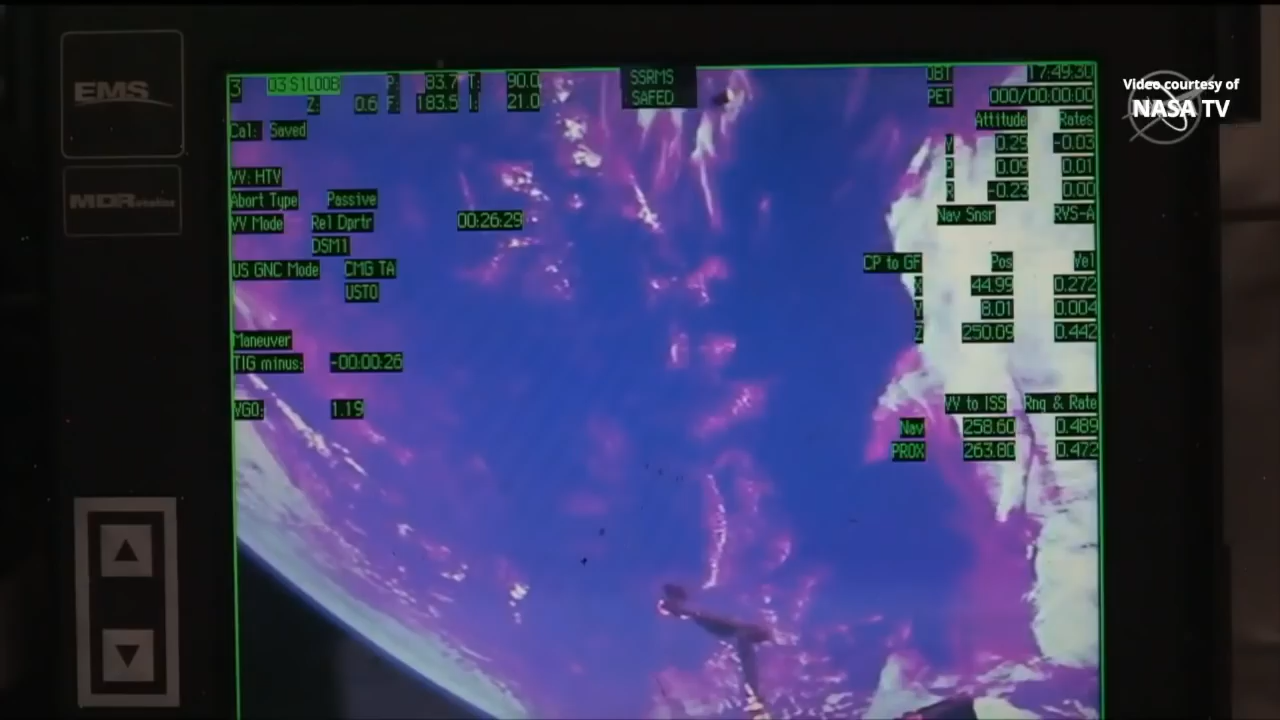 EMS
MDR
3 03 S1LOOB P: 83.7 T: 90.0
Z: 0.6 F: 183.5 I: 21.0
Cal: Saved
VV: HTV
Abort Type Passive
VV Mode Rel Dprtr 00:26:29
DSM1
US GNC Mode CMG TA
USTO
Maneuver
TIG minus: -00:00:26
VGO: 1.19
SSRMS
SAFED
17:49:30
PET 000/00:00:00
Attitude Rates
Y 0.29 -0.03
P 0.09 0.01
R -0.23 0.00
Nav Snsr RVS-A
CP to GF Pos Vel
X 44.99 0.272
Y 8.01 0.004
Z 250.09 0.442
VV to ISS Rng & Rate
Nav 258.60 0.489
PROX 263.80 0.472
Video courtesy of
NASA TV